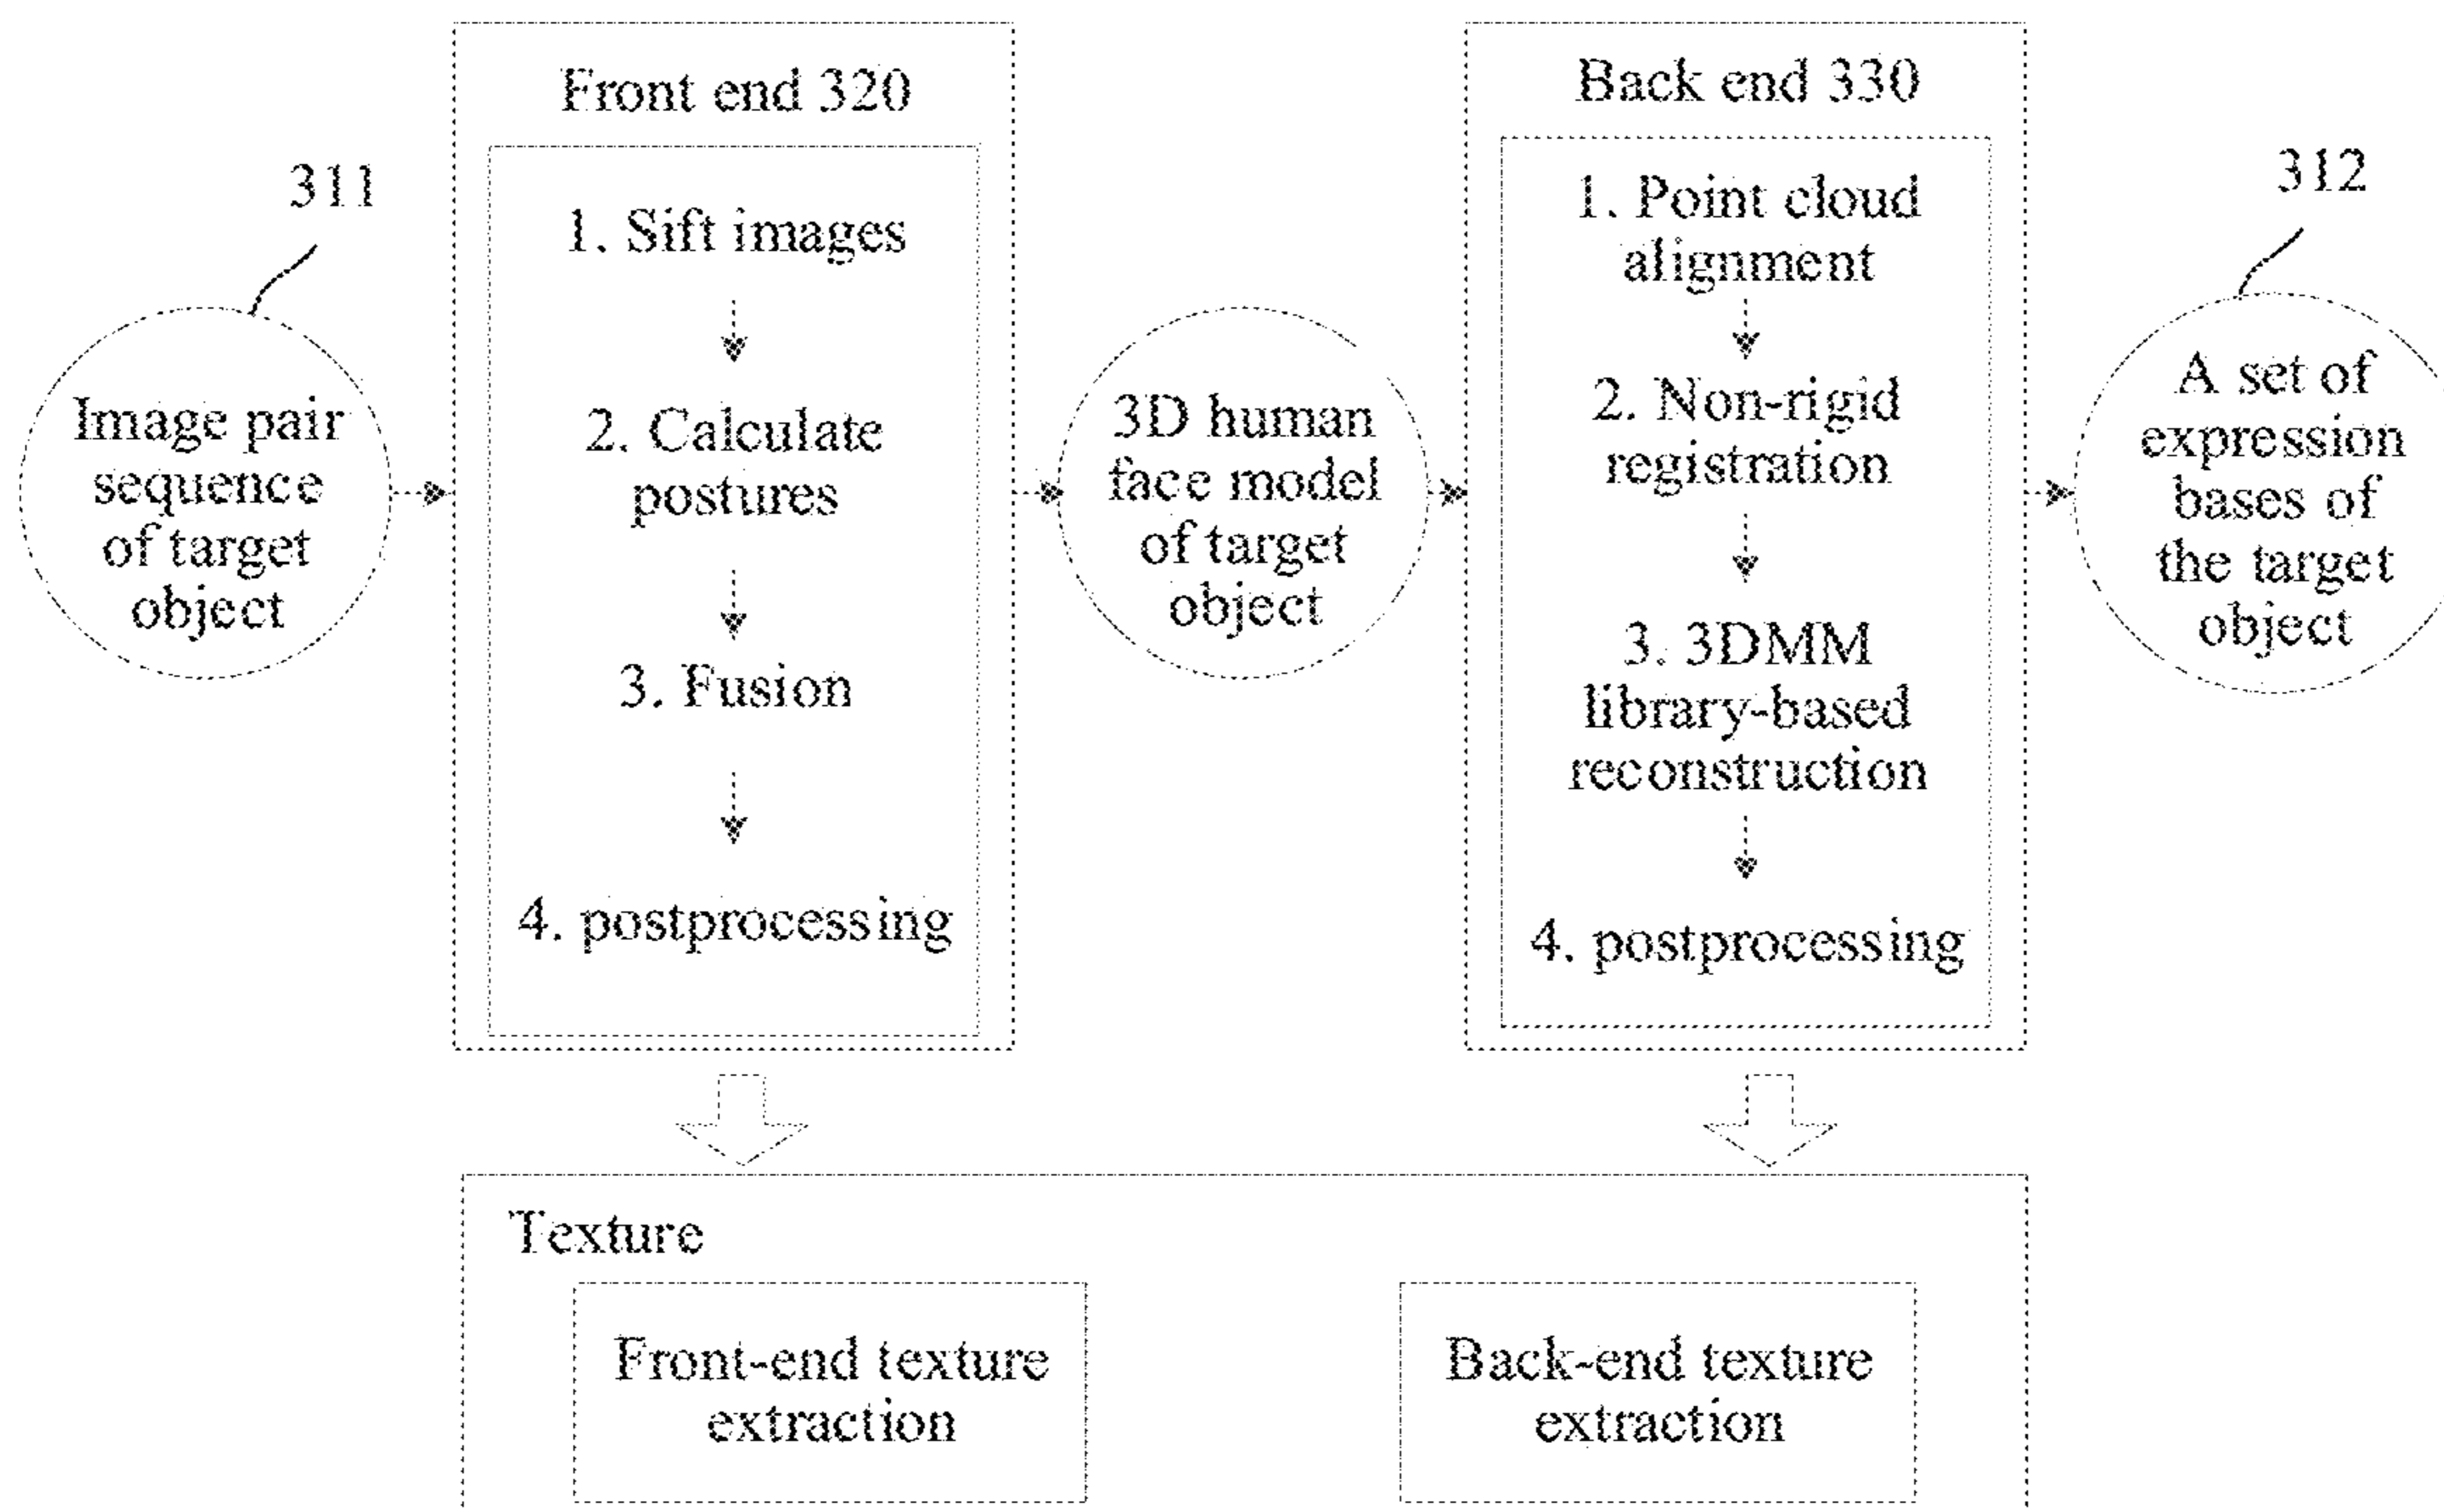 311
Image pair
sequence
of target
object
Front end 320
1. Sift images
2. Calculate
postures
3. Fusion
4. postprocessing
3D human
face model
of target
object
Back end 330
1. Point cloud
alignment
2. Non-rigid
registration
3. 3DMM
library-based
reconstruction
4. postprocessing
312
A set of
expression
bases of
the target
object
Texture
Front-end texture
extraction
Back-end texture
extraction